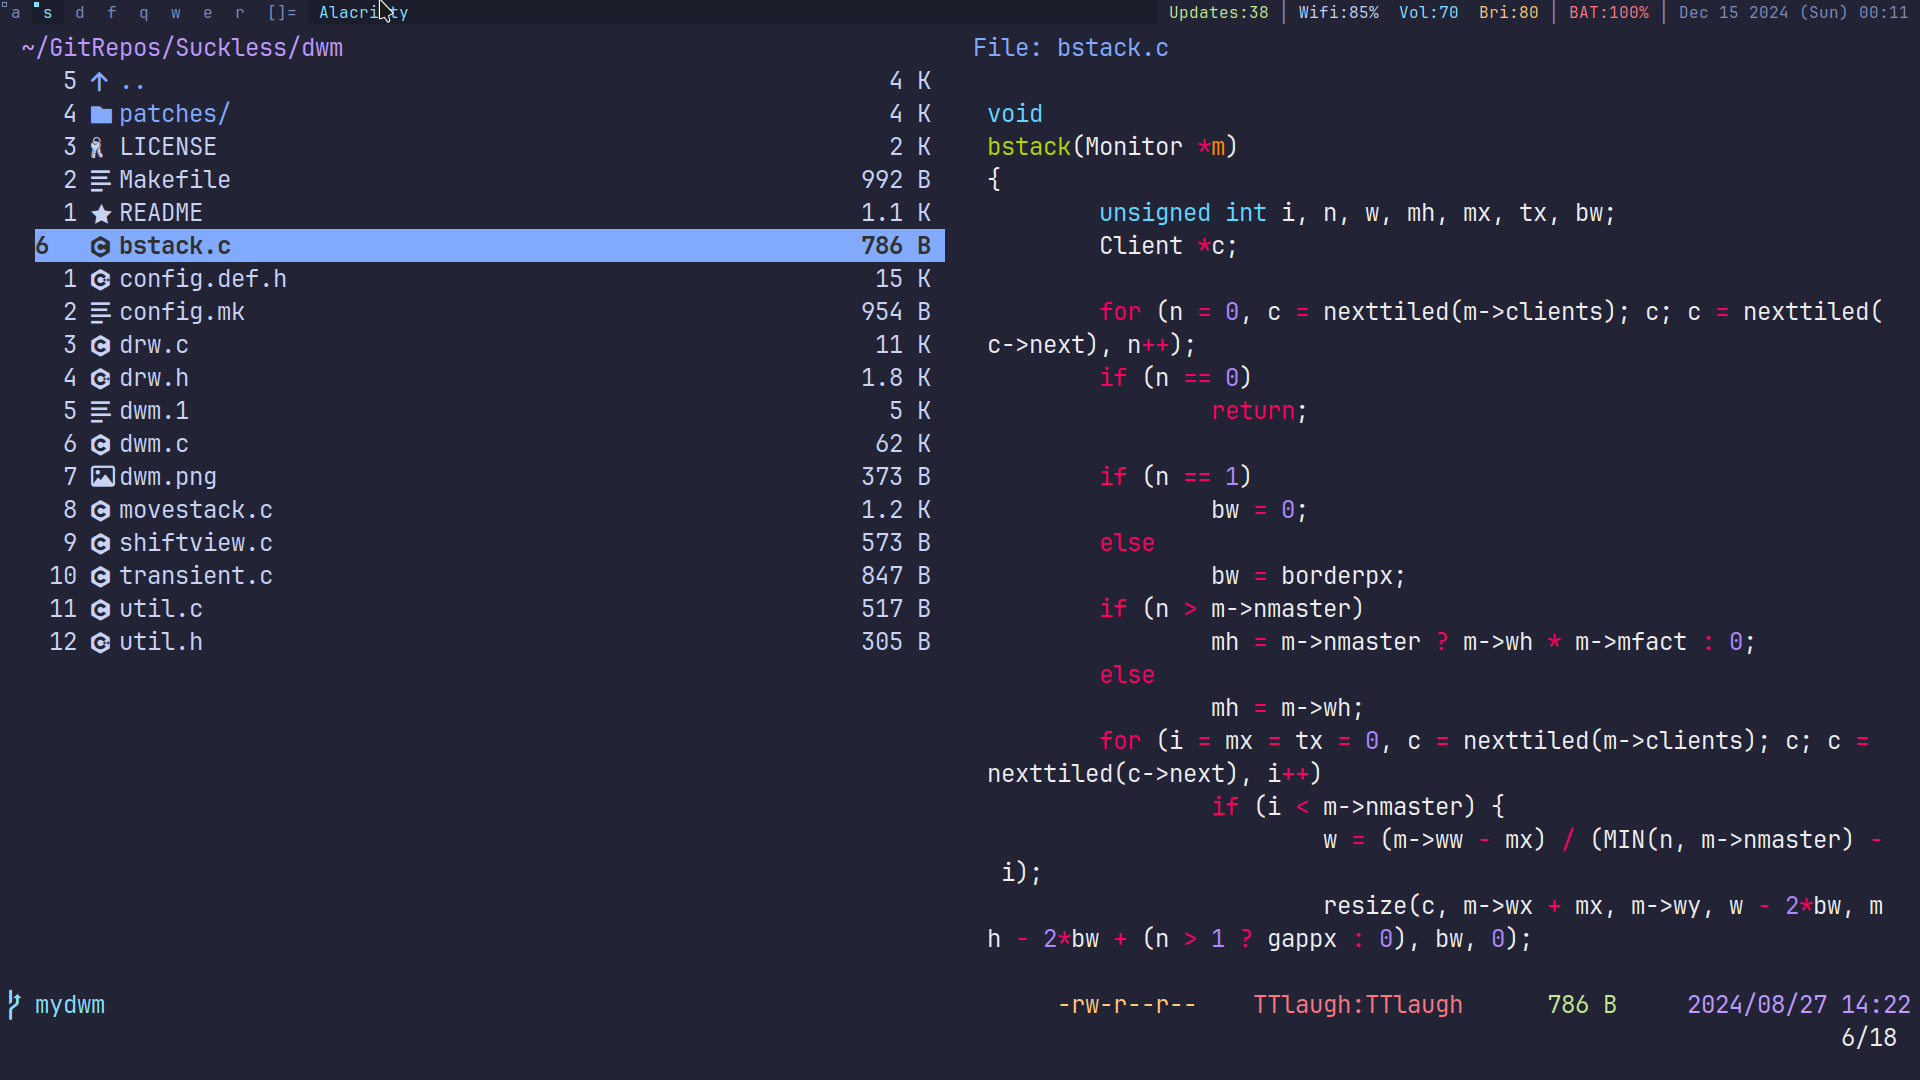 a s d f q w e r []= Alacritty Updates:38 | Wifi:85% Vol:70 Bri:80 | BAT:100% | Dec 15 2024 (Sun) 00:11
~/GitRepos/Suckless/dwm
5 .. 4 K
4 patches/ 4 K
3 LICENSE 2 K
2 Makefile 992 B
1 README 1.1 K
6 bstack.c 786 B
1 config.def.h 15 K
2 config.mk 954 B
3 drw.c 11 K
4 drw.h 1.8 K
5 dwm.1 5 K
6 dwm.c 62 K
7 dwm.png 373 B
8 movestack.c 1.2 K
9 shiftview.c 573 B
10 transient.c 847 B
11 util.c 517 B
12 util.h 305 B
File: bstack.c
void
bstack(Monitor *m)
{
unsigned int i, n, w, mh, mx, tx, bw;
Client *c;
for (n = 0, c = nexttiled(m->clients); c; c = nexttiled(
c->next), n++);
if (n == 0)
return;
if (n == 1)
bw = 0;
else
bw = borderpx;
if (n > m->nmaster)
mh = m->nmaster ? m->wh * m->mfact : 0;
else
mh = m->wh;
for (i = mx = tx = 0, c = nexttiled(m->clients); c; c =
nexttiled(c->next), i++)
if (i < m->nmaster) {
w = (m->ww - mx) / (MIN(n, m->nmaster) -
i);
resize(c, m->wx + mx, m->wy, w - 2*bw, m
h - 2*bw + (n > 1 ? gappx : 0), bw, 0);
mydwm -rw-r--r-- TTlaugh:TTlaugh 786 B 2024/08/27 14:22
6/18